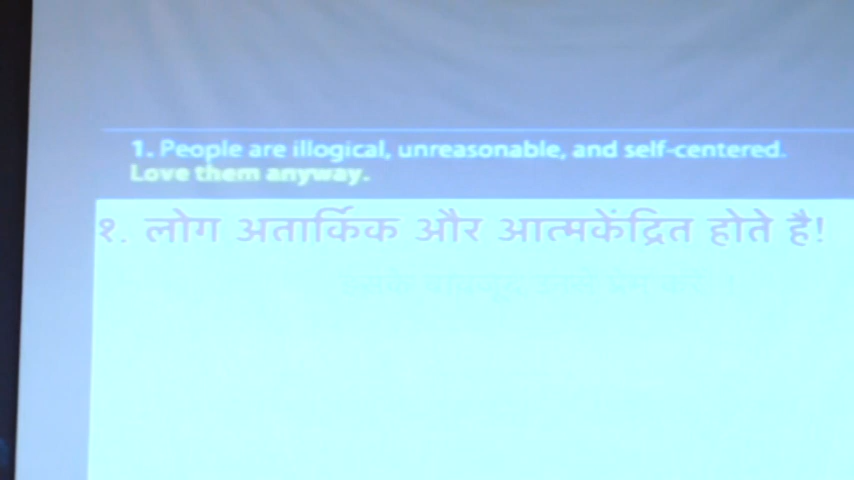 1. People are illogical, unreasonable, and self-centered.
Love them anyway.
१. लोग अतार्किक और आत्मकेंद्रित होते है!